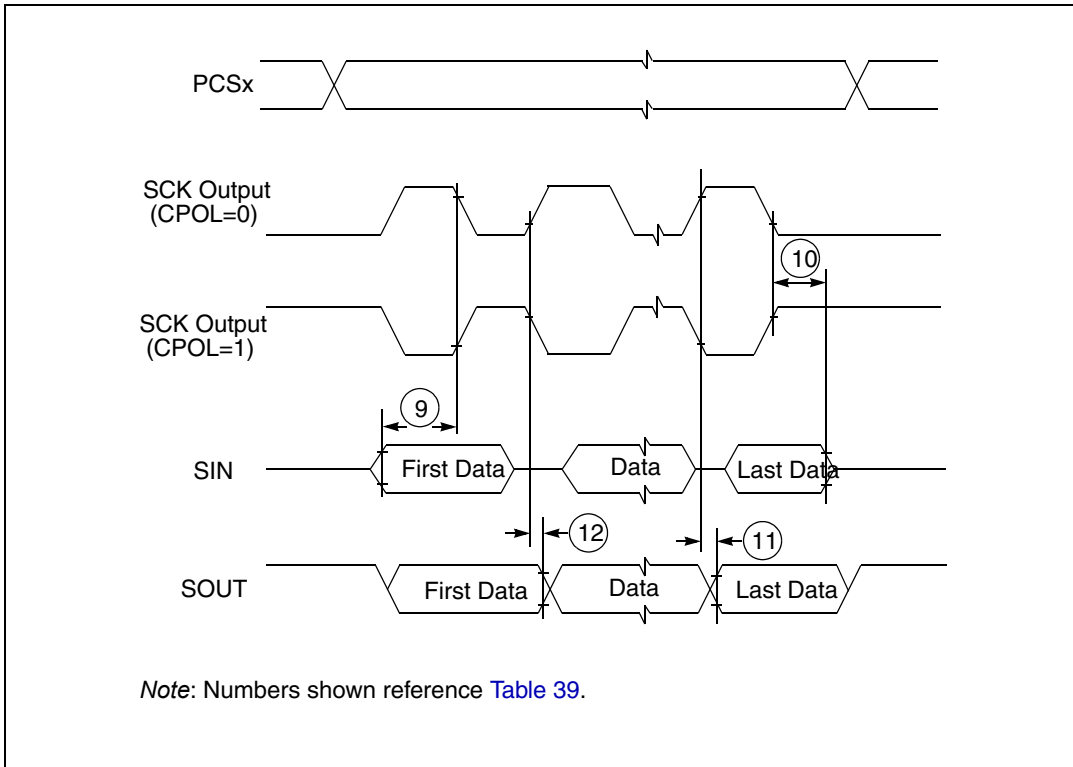 PCSx
SCK Output
(CPOL=0)
10
SCK Output
(CPOL=1)
9
SIN
First Data
Data
Last Data
12
11
SOUT
First Data
Data
Last Data
Note: Numbers shown reference Table 39.